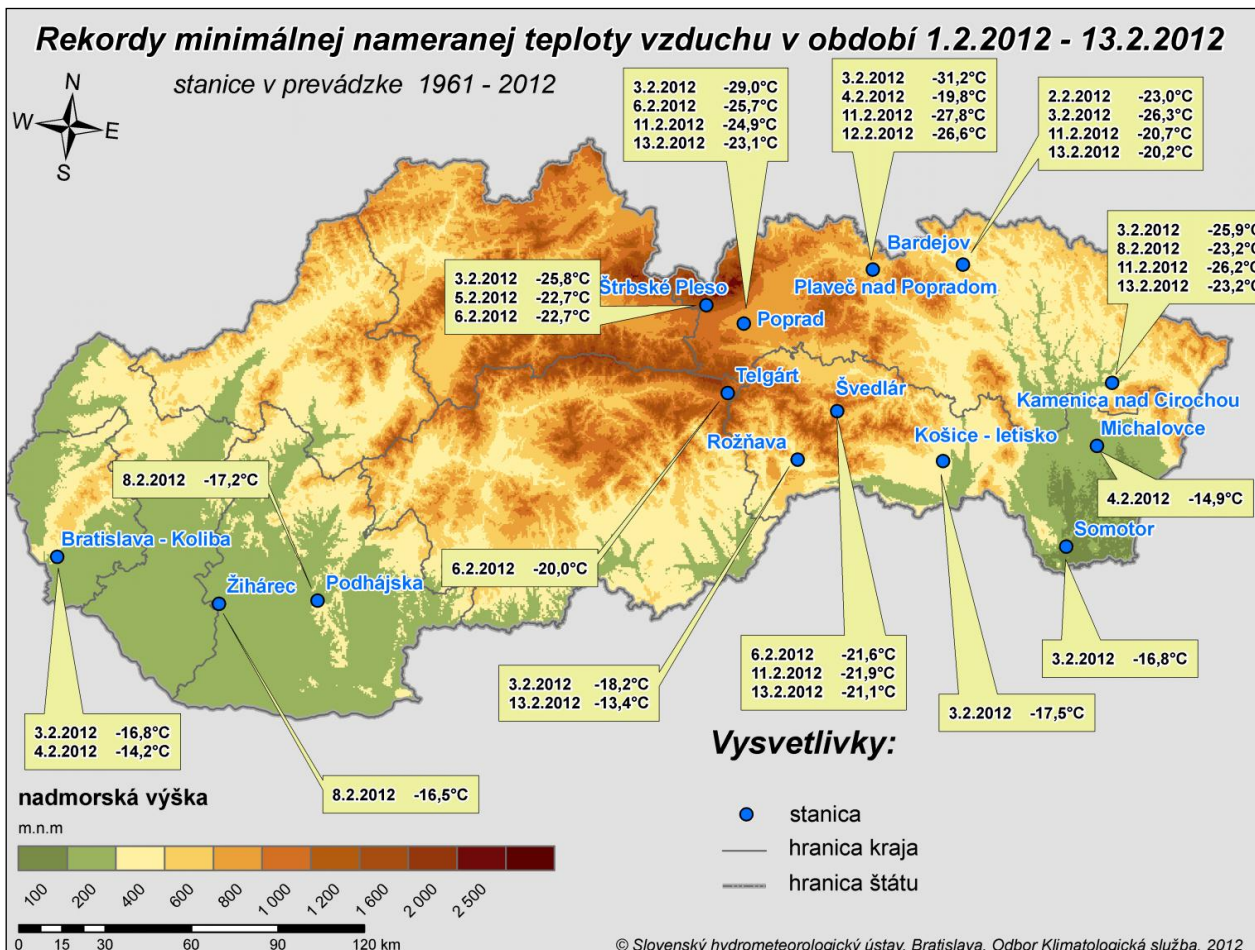 Rekordy minimálnej nameranej teploty vzduchu v období 1.2.2012 - 13.2.2012
stanice v prevádzke 1961 - 2012
N
W
E
S
3.2.2012 -29,0°C
6.2.2012 -25,7°C
11.2.2012 -24,9°C
13.2.2012 -23,1°C
3.2.2012 -31,2°C
4.2.2012 -19,8°C
11.2.2012 -27,8°C
12.2.2012 -26,6°C
2.2.2012 -23,0°C
3.2.2012 -26,3°C
11.2.2012 -20,7°C
13.2.2012 -20,2°C
3.2.2012 -25,9°C
8.2.2012 -23,2°C
11.2.2012 -26,2°C
13.2.2012 -23,2°C
Bardejov
Plaveč nad Popradom
3.2.2012 -25,8°C
5.2.2012 -22,7°C
6.2.2012 -22,7°C
Štrbské Pleso
Poprad
Telgárt
Švedlár
Kamenica nad Cirochou
Michalovce
Rožňava
Košice - letisko
8.2.2012 -17,2°C
4.2.2012 -14,9°C
Bratislava - Koliba
Somotor
6.2.2012 -20,0°C
Žihárec
Podhájska
3.2.2012 -18,2°C
13.2.2012 -13,4°C
6.2.2012 -21,6°C
11.2.2012 -21,9°C
13.2.2012 -21,1°C
3.2.2012 -16,8°C
3.2.2012 -17,5°C
3.2.2012 -16,8°C
4.2.2012 -14,2°C
8.2.2012 -16,5°C
Vysvetlivky:
stanica
hranica kraja
hranica štátu
nadmorská výška
m.n.m
100 200 400 600 800 1 000 1 200 1 600 2 000 2 500
0 15 30 60 90 120 km
© Slovenský hydrometeorologický ústav, Bratislava, Odbor Klimatologická služba, 2012